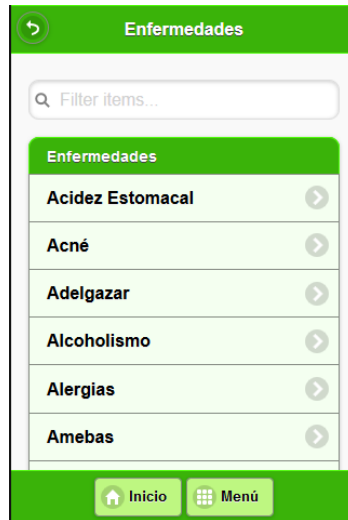 Enfermedades
Filter items...
Enfermedades
Acidez Estomacal
Acné
Adelgazar
Alcoholismo
Alergias
Amebas
Inicio Menú